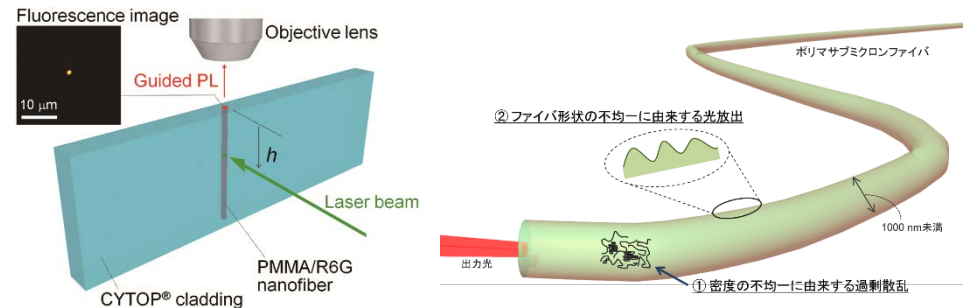 Fluorescence image
10 μm
Objective lens
Guided PL
h
Laser beam
PMMA/R6G
nanofiber
CYTOP® cladding
ポリマサブミクロンファイバ
② ファイバ形状の不均一に由来する光放出
1000 nm未満
出力光
① 密度の不均一に由来する過剰散乱